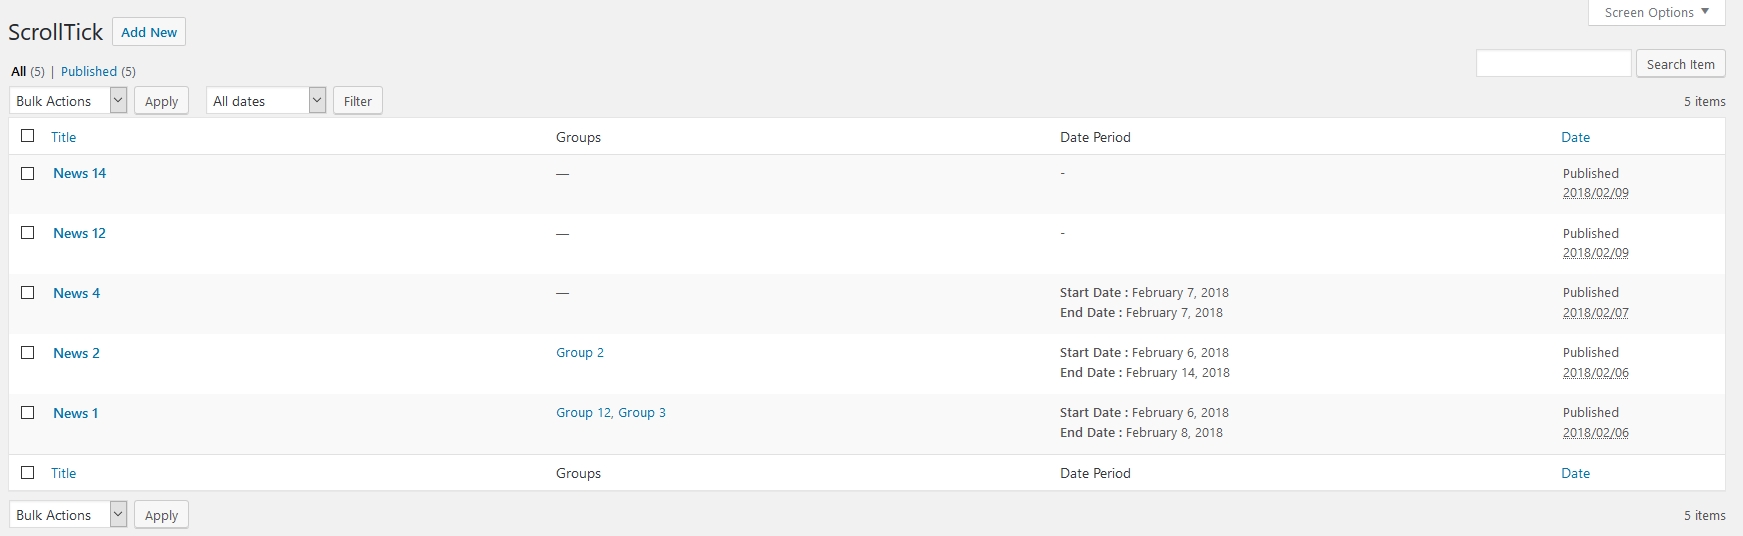 Screen Options
ScrollTick Add New
All (5) | Published (5)
Search Item
Bulk Actions Apply All dates Filter 5 items
Title Groups Date Period Date
News 14 — - Published
2018/02/09
News 12 — - Published
2018/02/09
News 4 — Start Date : February 7, 2018 Published
End Date : February 7, 2018 2018/02/07
News 2 Group 2 Start Date : February 6, 2018 Published
End Date : February 14, 2018 2018/02/06
News 1 Group 12, Group 3 Start Date : February 6, 2018 Published
End Date : February 8, 2018 2018/02/06
Title Groups Date Period Date
Bulk Actions Apply 5 items